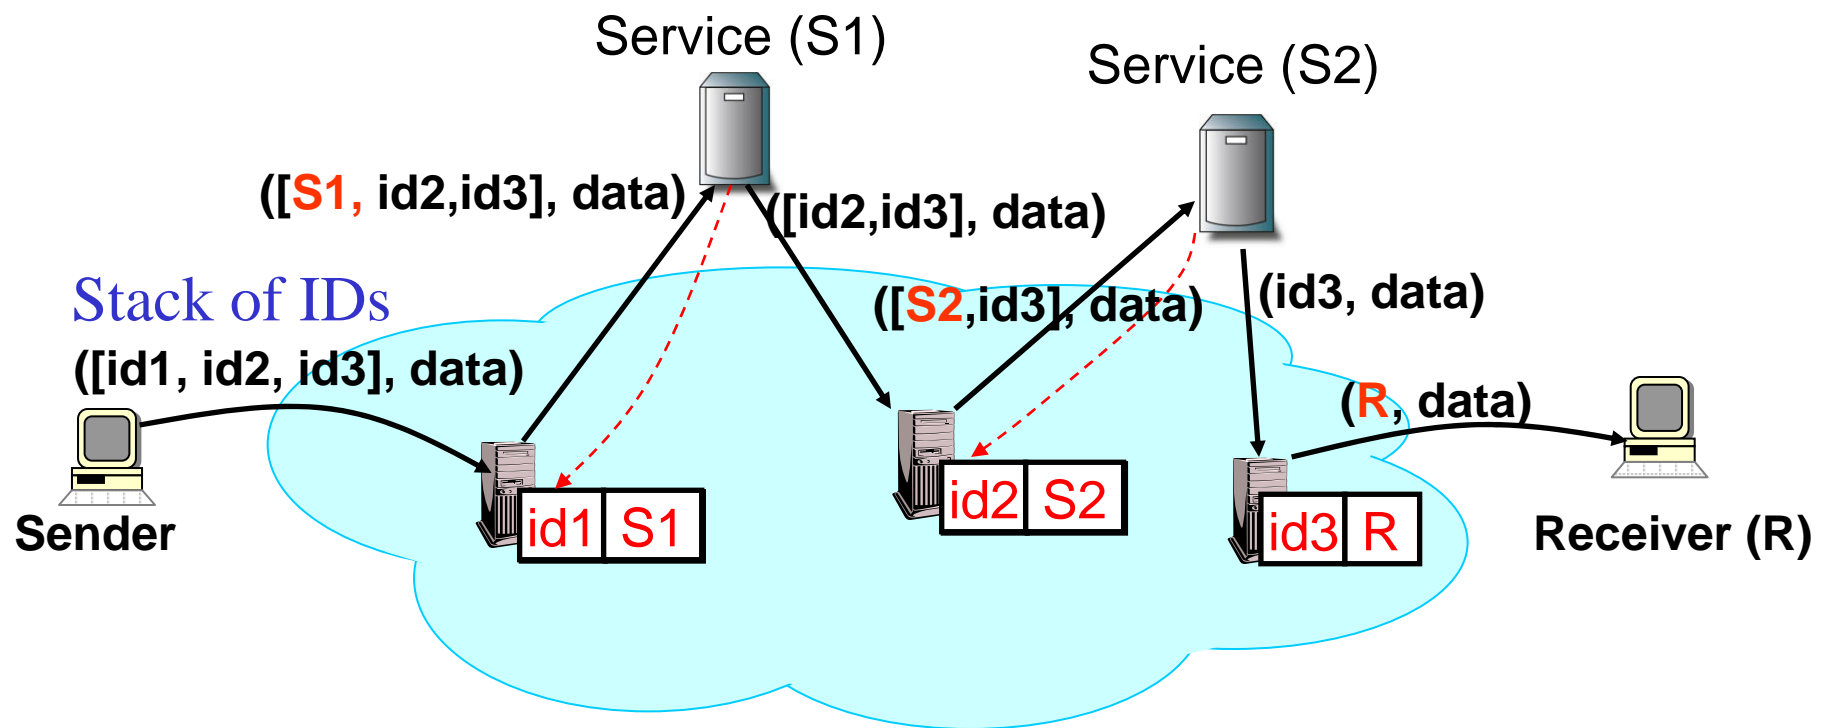 Service (S1)
Service (S2)
([S1, id2,id3], data)
([id2,id3], data)
Stack of IDs
([S2,id3], data)
(id3, data)
([id1, id2, id3], data)
(R, data)
id1 S1
id2 S2
id3 R
Sender
Receiver (R)